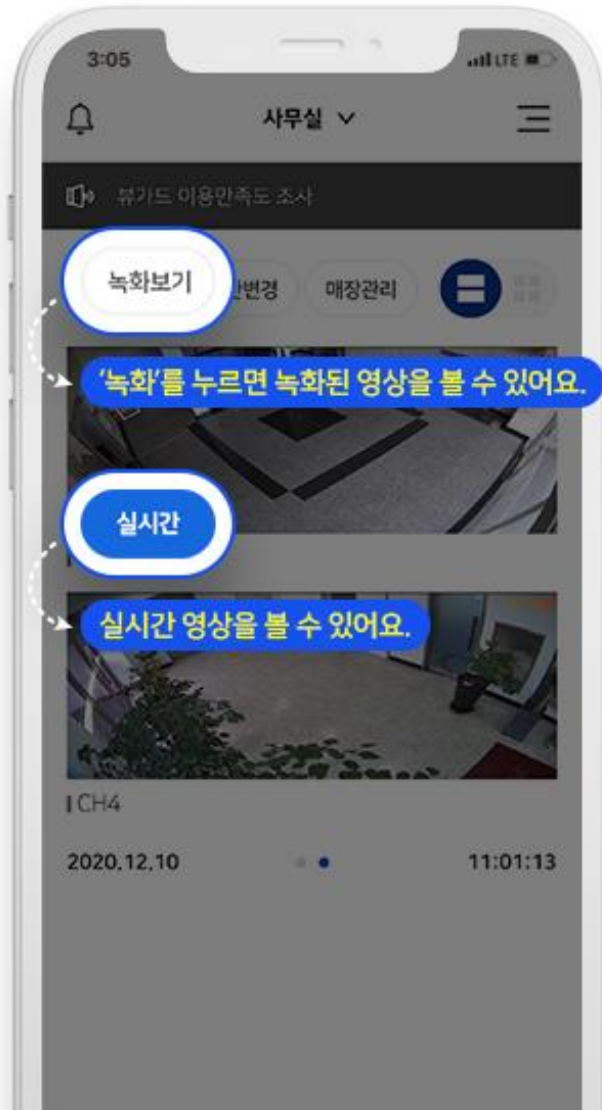 3:05
LTE
사무실
뷰가드 이용만족도 조사
녹화보기
변경
매장관리
'녹화'를 누르면 녹화된 영상을 볼 수 있어요.
실시간
실시간 영상을 볼 수 있어요.
CH4
2020.12.10
11:01:13